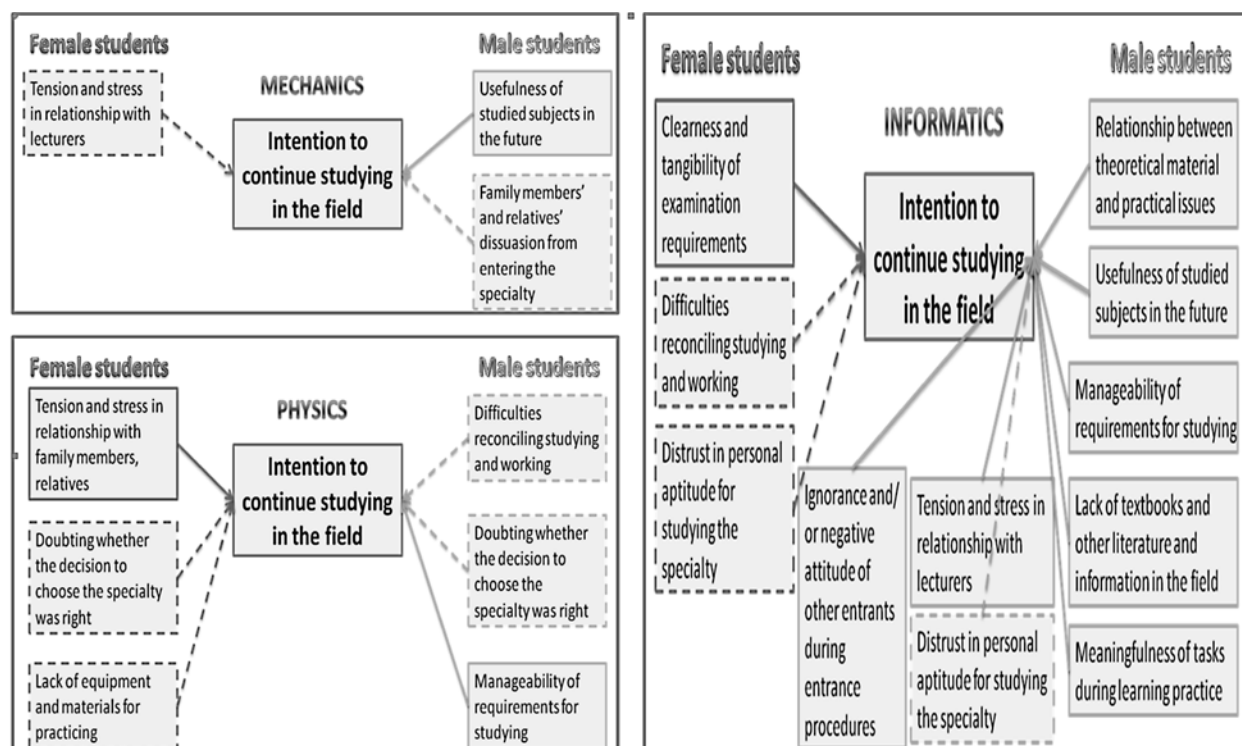 Female students
Male students
MECHANICS
Tension and stress
in relationship with
lecturers
Intention to
continue studying
in the field
Usefulness of
studied subjects in
the future
Family members'
and relatives'
dissuasion from
entering the
specialty
Female students
Male students
PHYSICS
Tension and stress in
relationship with
family members,
relatives
Doubting whether
the decision to
choose the specialty
was right
Lack of equipment
and materials for
practicing
Intention to
continue studying
in the field
Difficulties
reconciling studying
and working
Doubting whether
the decision to
choose the
specialty was right
Manageability of
requirements for
studying
Female students
Male students
INFORMATICS
Clearness and
tangibility of
examination
requirements
Difficulties
reconciling studying
and working
Distrust in personal
aptitude for
studying the
specialty
Intention to
continue studying
in the field
Ignorance and/
or negative
attitude of
other entrants
during
entrance
procedures
Tension and stress in
relationship with
lecturers
Distrust in personal
aptitude for studying
the specialty
Relationship between
theoretical material
and practical issues
Usefulness of studied
subjects in the future
Manageability of
requirements for studying
Lack of textbooks and
other literature and
information in the field
Meaningfulness of tasks
during learning practice